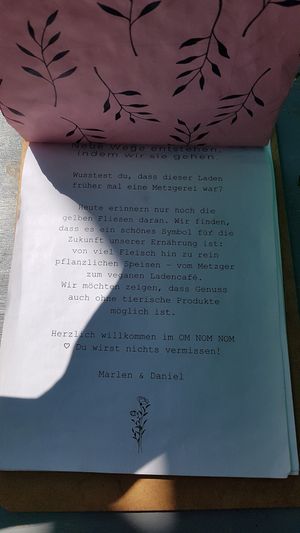 Neue Wege entstehen,
indem wir sie gehen.
Wusstest du, dass dieser Laden
früher mal eine Metzgerei war?
Heute erinnern nur noch die
gelben Fliesen daran. Wir finden,
dass es ein schönes Symbol für die
Zukunft unserer Ernährung ist:
von viel Fleisch hin zu rein
pflanzlichen Speisen – vom Metzger
zum veganen Ladencafé.
Wir möchten zeigen, dass Genuss
auch ohne tierische Produkte
möglich ist.
Herzlich willkommen im OM NOM NOM
♡ Du wirst nichts vermissen!
Marlen & Daniel